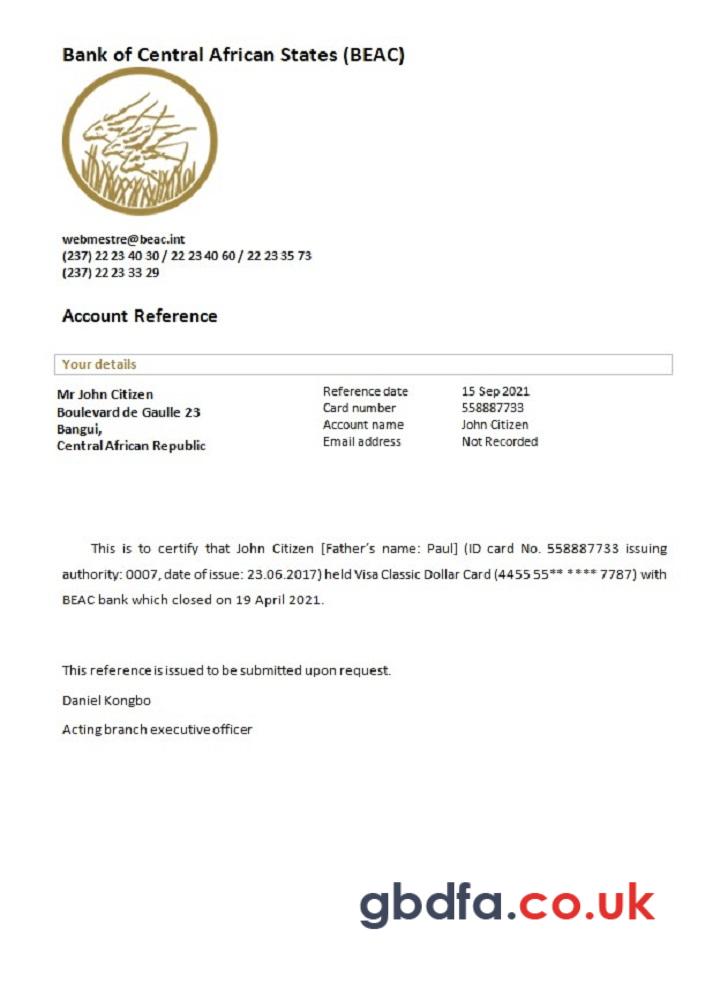 Bank of Central African States (BEAC)
webmestre@beac.int
(237) 22 23 40 30 / 22 23 40 60 / 22 23 35 73
(237) 22 23 33 29
Account Reference
Your details
Mr John Citizen
Boulevard de Gaulle 23
Bangui,
Central African Republic
Reference date 15 Sep 2021
Card number 558887733
Account name John Citizen
Email address Not Recorded
This is to certify that John Citizen [Father's name: Paul] (ID card No. 558887733 issuing
authority: 0007, date of issue: 23.06.2017) held Visa Classic Dollar Card (4455 55** **** 7787) with
BEAC bank which closed on 19 April 2021.
This reference is issued to be submitted upon request.
Daniel Kongbo
Acting branch executive officer
gbdfa.co.uk